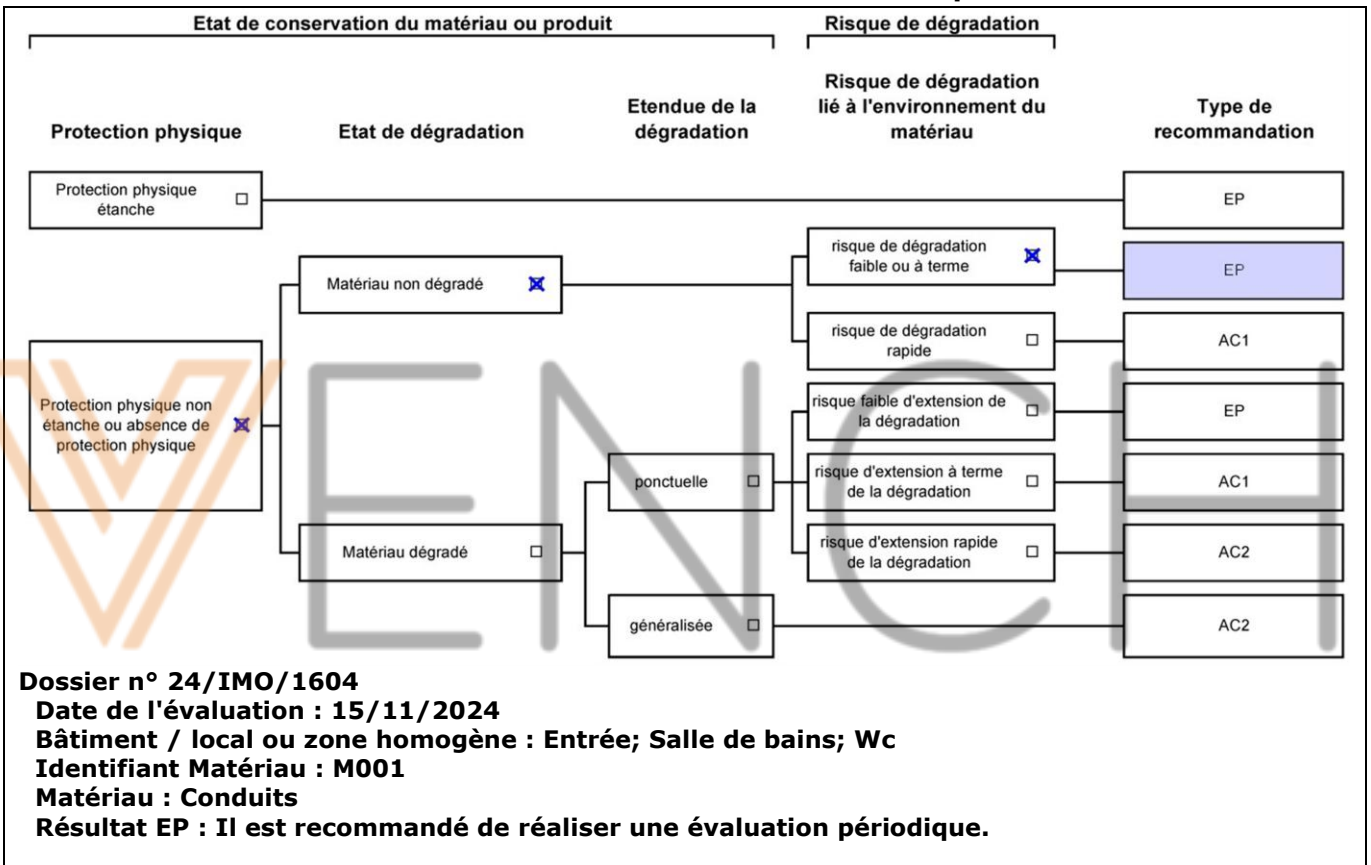 Etat de conservation du matériau ou produit
Risque de dégradation
Protection physique
Etat de dégradation
Etendue de la
dégradation
Risque de dégradation
lié à l'environnement du
matériau
Type de
recommandation
Protection physique
étanche
EP
risque de dégradation
faible ou à terme
EP
Matériau non dégradé
risque de dégradation
rapide
AC1
Protection physique non
étanche ou absence de
protection physique
risque faible d'extension de
la dégradation
EP
ponctuelle
risque d'extension à terme
de la dégradation
AC1
Matériau dégradé
risque d'extension rapide
de la dégradation
AC2
généralisée
AC2
VENCH
Dossier n° 24/IMO/1604
Date de l'évaluation : 15/11/2024
Bâtiment / local ou zone homogène : Entrée; Salle de bains; Wc
Identifiant Matériau : M001
Matériau : Conduits
Résultat EP : Il est recommandé de réaliser une évaluation périodique.